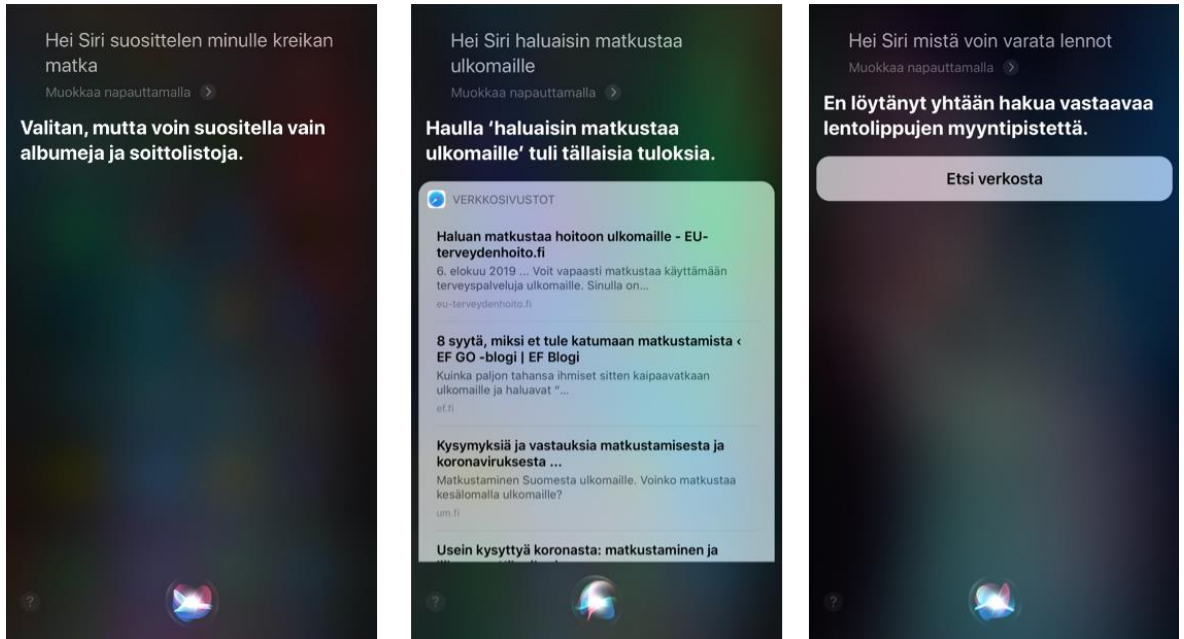 Hei Siri suosittelen minulle kreikan
matka
Muokkaa napauttamalla
Valitan, mutta voin suositella vain
albumeja ja soittolistoja.
?
Hei Siri haluaisin matkustaa
ulkomaille
Muokkaa napauttamalla
Haulla ‘haluaisin matkustaa
ulkomaille’ tuli tällaisia tuloksia.
VERKKOSIVUSTOT
Haluan matkustaa hoitoon ulkomaille - EU-
terveydenhoito.fi
6. elokuu 2019 ... Voit vapaasti matkustaa käyttämään
terveyspalveluja ulkomaille. Sinulla on...
eu-terveydenhoito.fi
8 syytä, miksi et tule katumaan matkustamista ‹
EF GO -blogi | EF Blogi
Kuinka paljon tahansa ihmiset sitten kaipaavatkaan
ulkomaille ja haluavat “...
ef.fi
Kysymyksiä ja vastauksia matkustamisesta ja
koronaviruksesta ...
Matkustaminen Suomesta ulkomaille. Voinko matkustaa
kesälomalla ulkomaille?
um.fi
Usein kysyttyä koronasta: matkustaminen ja
?
Hei Siri mistä voin varata lennot
Muokkaa napauttamalla
En löytänyt yhtään hakua vastaavaa
lentolippujen myyntipistettä.
Etsi verkosta
?